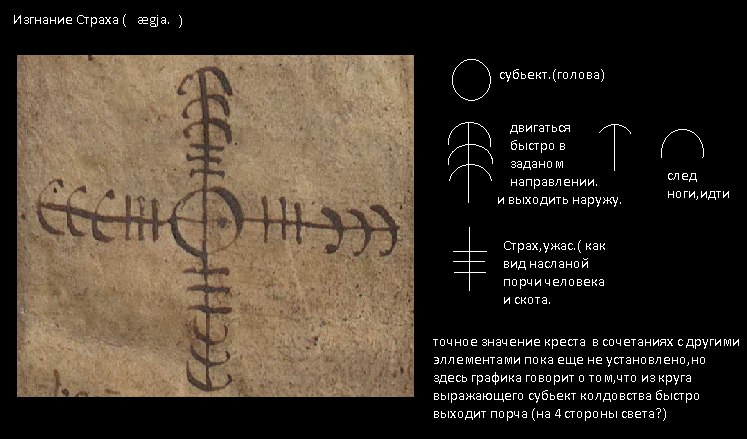 Изгнание Страха ( ægja. )
субьект.(голова)
двигаться
быстро в
заданом
направлении.
и выходить наружу.
след
ноги,идти
Страх,ужас.( как
вид насланой
порчи человека
и скота.
точное значение креста в сочетаниях с другими
эллементами пока еще не установлено,но
здесь графика говорит о том,что из круга
выражающего субьект колдовства быстро
выходит порча (на 4 стороны света?)